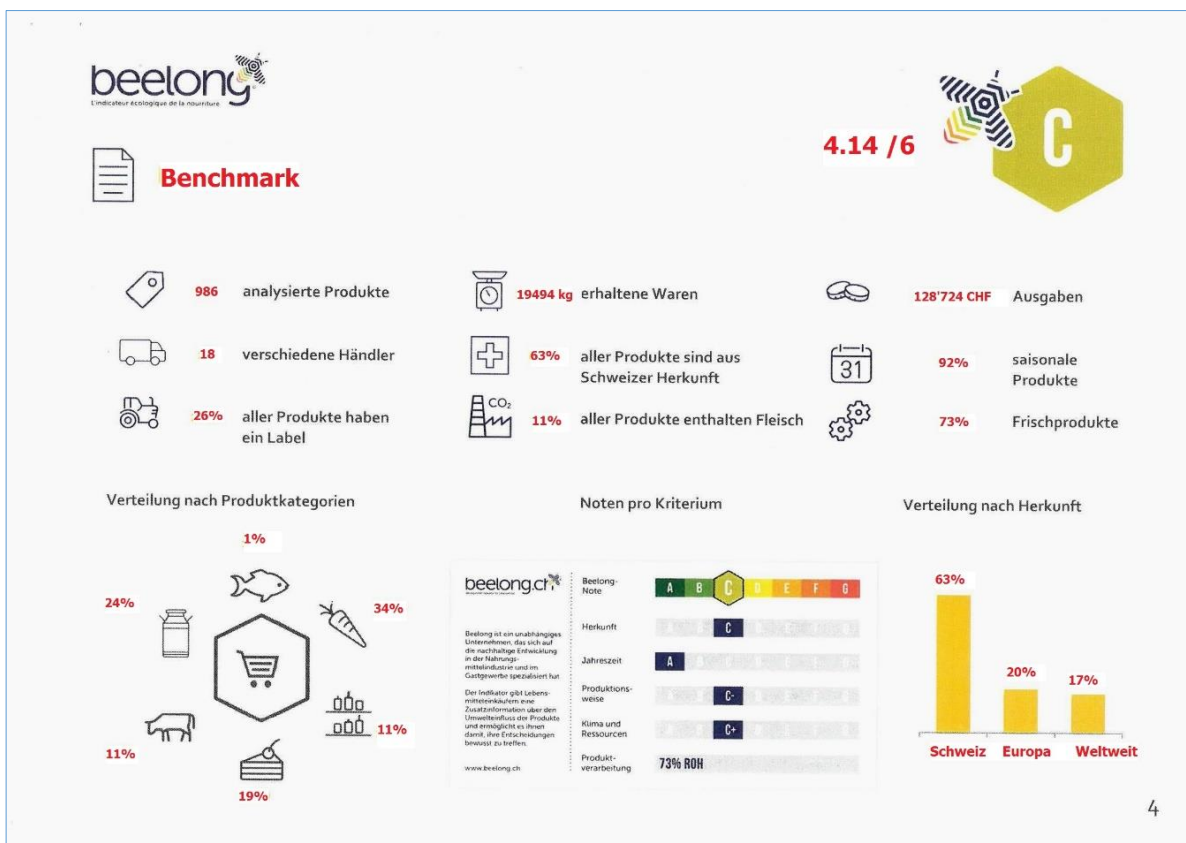 beelong
L'indicateur écologique de la nourriture
4.14 /6
C
Benchmark
986 analysierte Produkte
19494 kg erhaltene Waren
128'724 CHF Ausgaben
18 verschiedene Händler
63% aller Produkte sind aus
Schweizer Herkunft
31
92% saisonale
Produkte
26% aller Produkte haben
ein Label
CO₂
11% aller Produkte enthalten Fleisch
73% Frischprodukte
Verteilung nach Produktkategorien
1%
24%
34%
11%
11%
19%
Noten pro Kriterium
beelong.ch
Beelong ist ein unabhängiges
Unternehmen, das sich auf
die nachhaltige Entwicklung
in der Nahrungs-
mittelindustrie und im
Gastgewerbe spezialisiert hat
Der Indikator gibt Lebens-
mitteleinkäufern eine
Zusatzinformation über den
Umwelteinfluss der Produkte
und ermöglicht es ihnen
damit, ihre Entscheidungen
bewusst zu treffen.
www.beelong.ch
Beelong-
Note
A B C D E F G
Herkunft
C
Jahreszeit
A
Produktions-
weise
C-
Klima und
Ressourcen
C+
Produkt-
verarbeitung
73% ROH
Verteilung nach Herkunft
63%
20%
17%
Schweiz Europa Weltweit
4